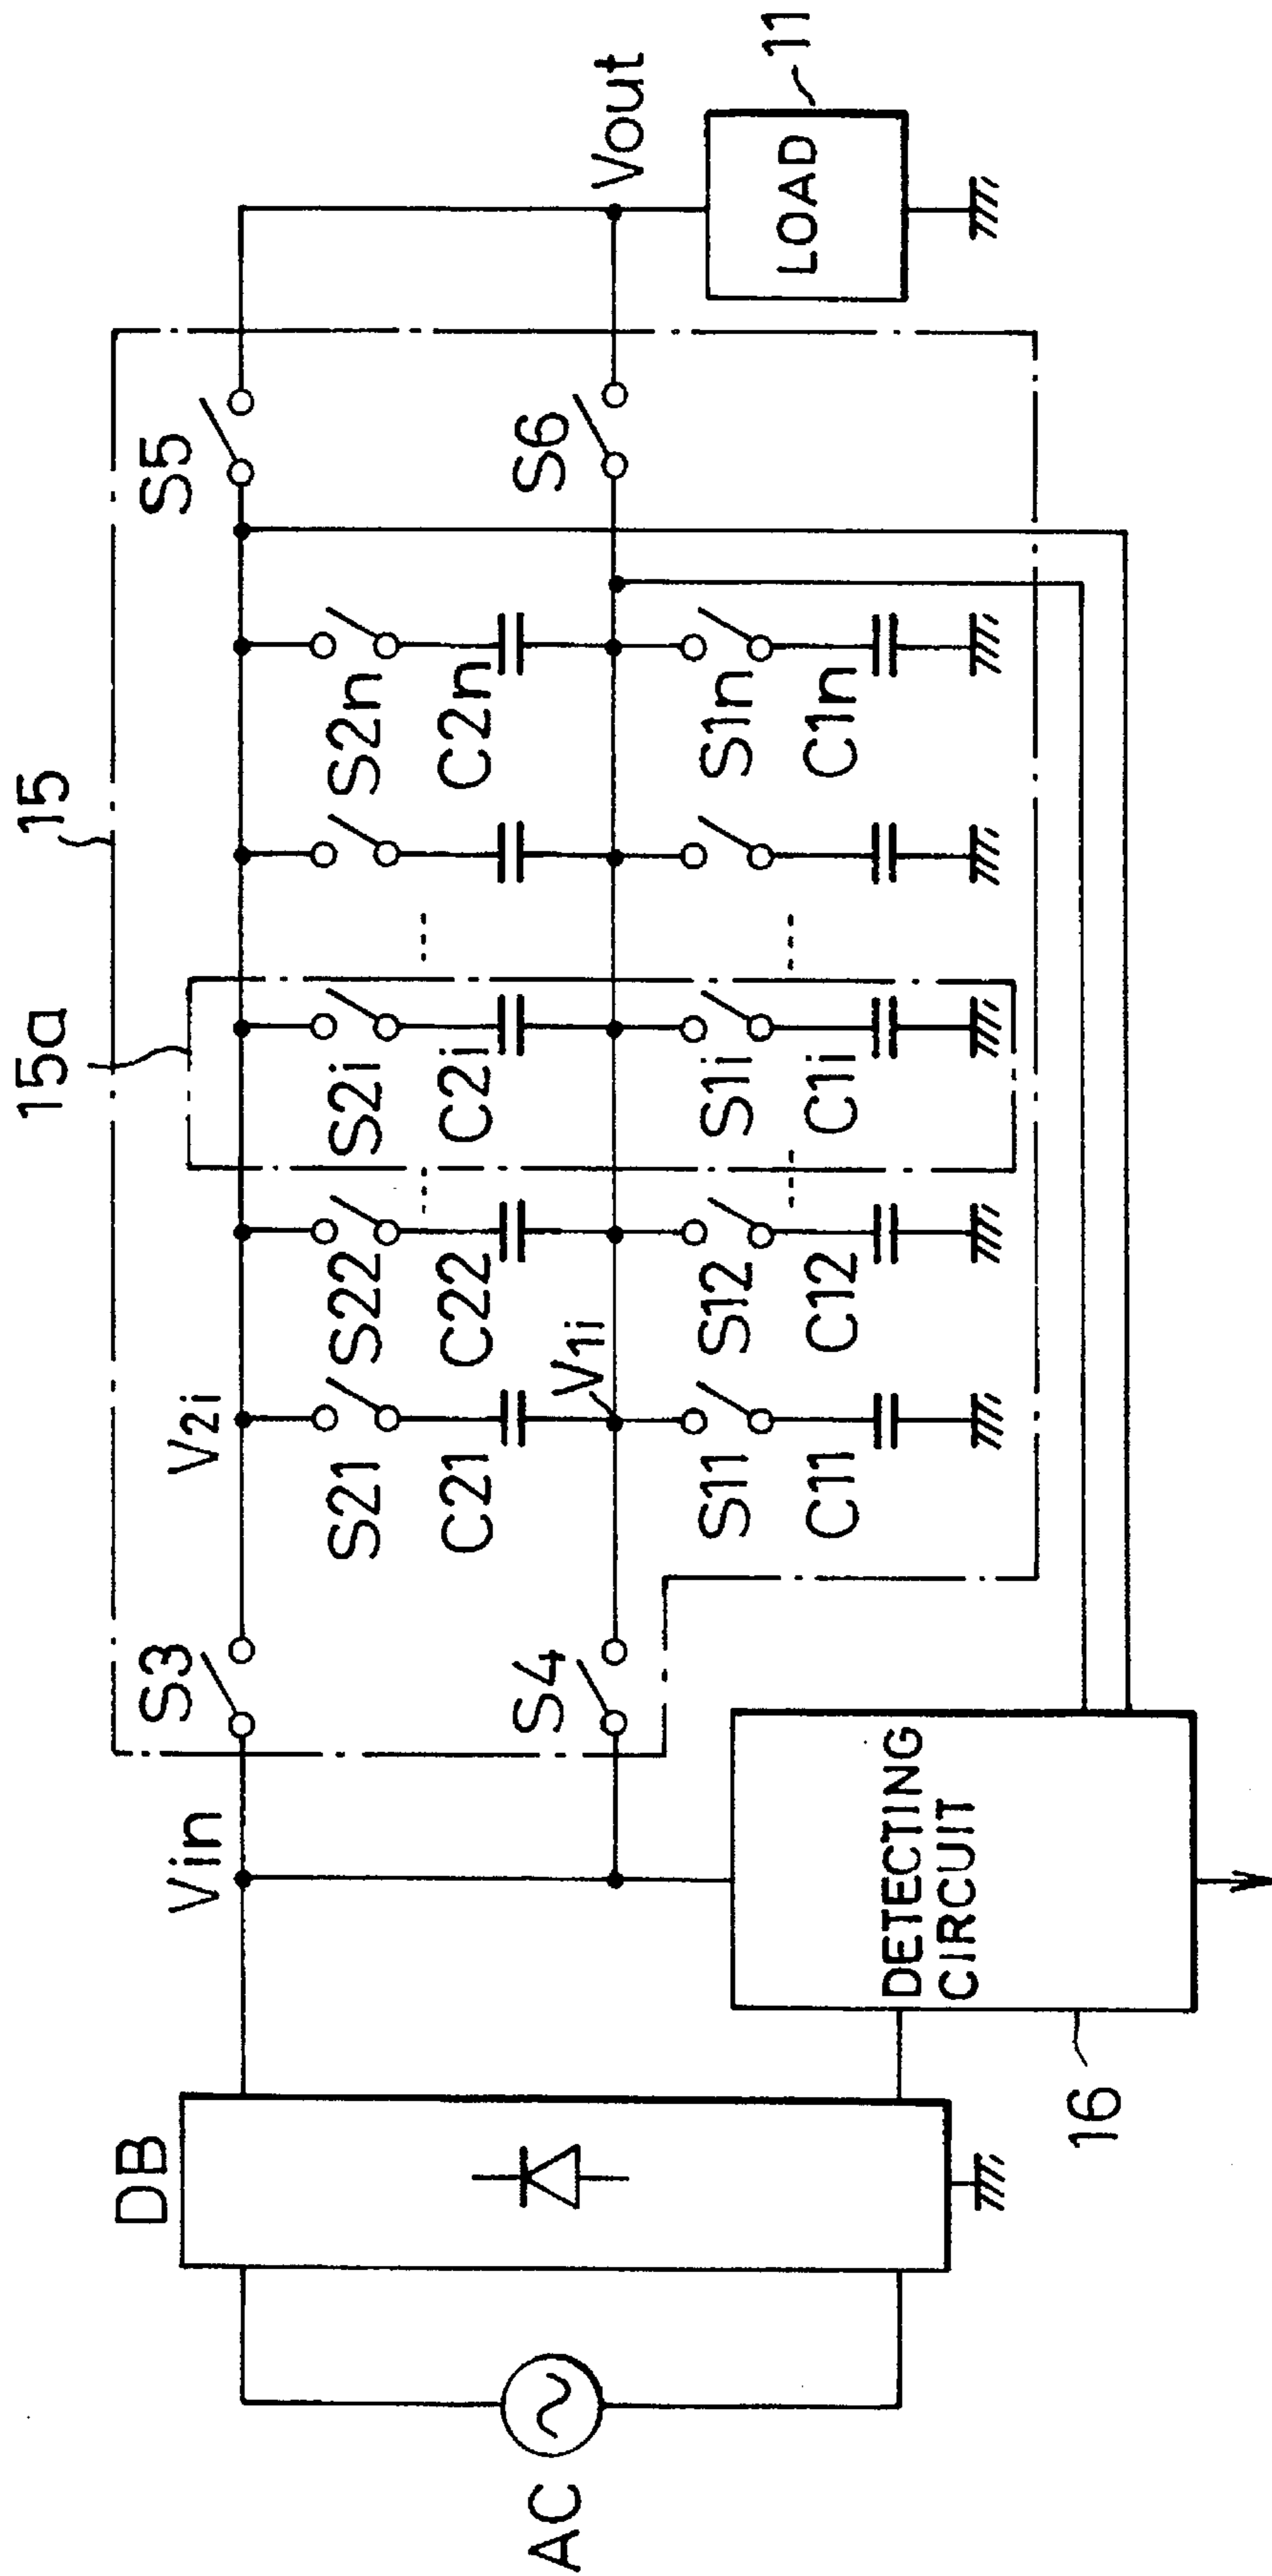 15
15a
DB
Vin
S3
V2i
S5
S21
S22
S2i
S2n
C21
C22
C2i
C2n
S4
V1i
S6
Vout
AC
S11
S12
S1i
S1n
C11
C12
C1i
C1n
LOAD
11
DETECTING
CIRCUIT
16